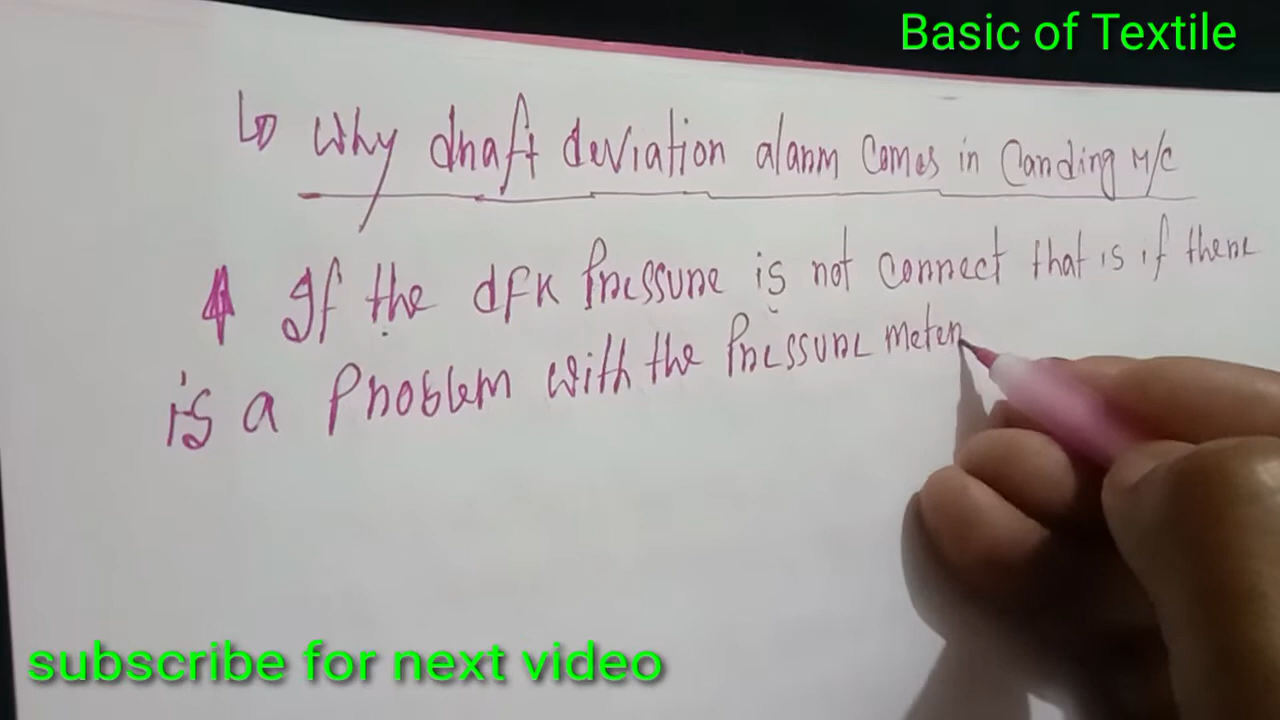 Basic of Textile
Why draft deviation alarm comes in Carding M/C
If the dFK Pressure is not correct that is if there
is a Problem with the Pressure meter
subscribe for next video